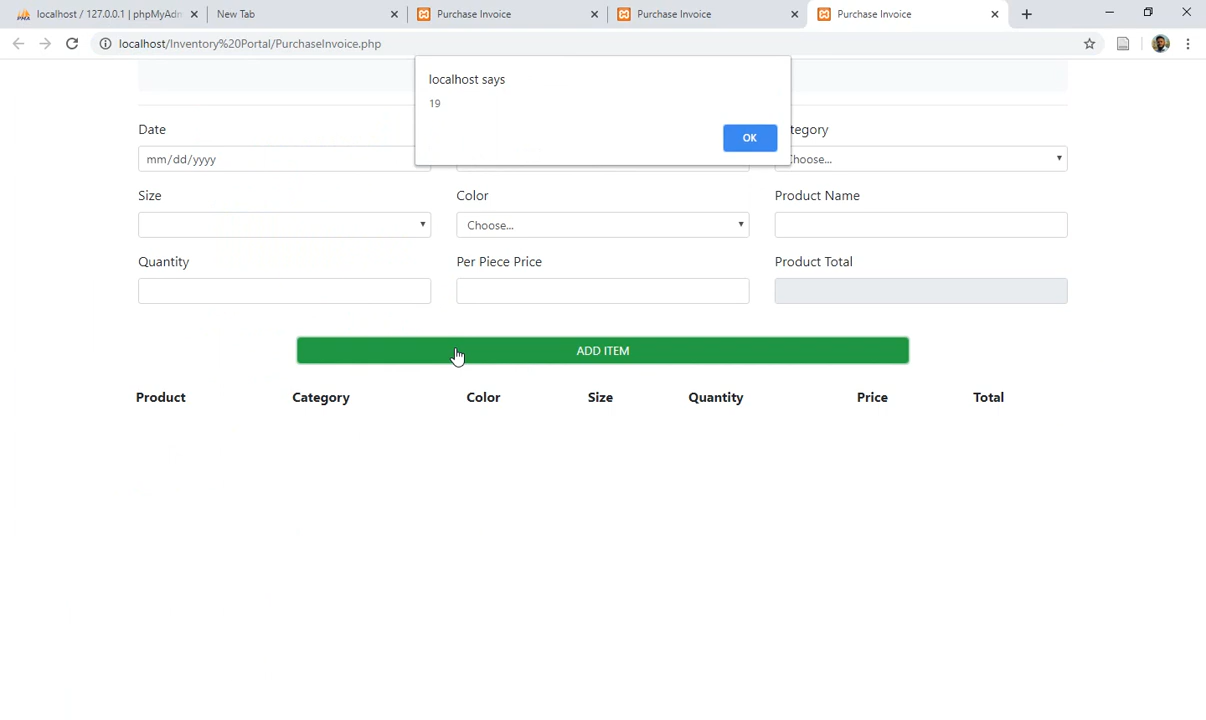 localhost / 127.0.0.1 | phpMyAdn
New Tab
Purchase Invoice
Purchase Invoice
Purchase Invoice
localhost/Inventory%20Portal/PurchaseInvoice.php
localhost says
19
OK
Date
tegory
mm/dd/yyyy
hoose...
Size
Color
Product Name
Choose...
Quantity
Per Piece Price
Product Total
ADD ITEM
Product Category Color Size Quantity Price Total